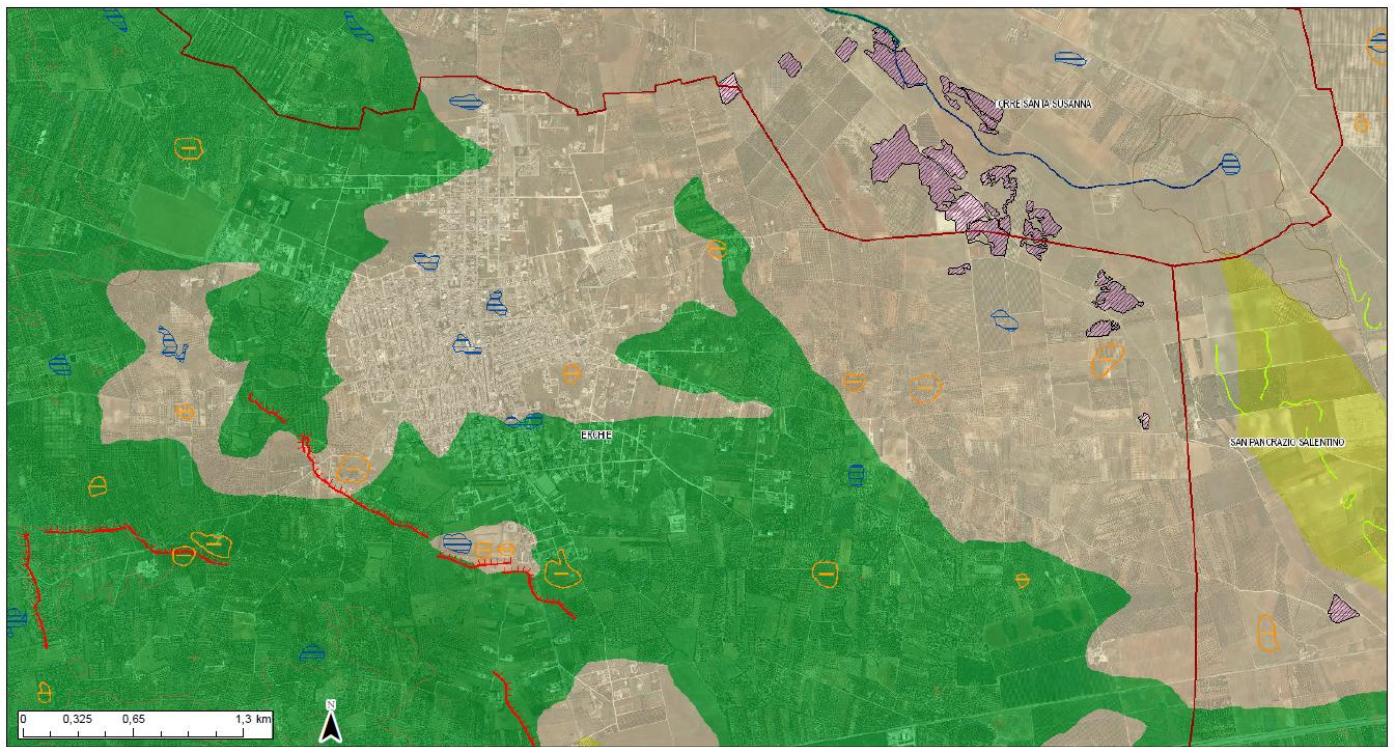 TORRE SANTA SUSANNA
ERCHIE
SAN PANCRAZIO SALENTINO
N
0 0,325 0,65 1,3 km